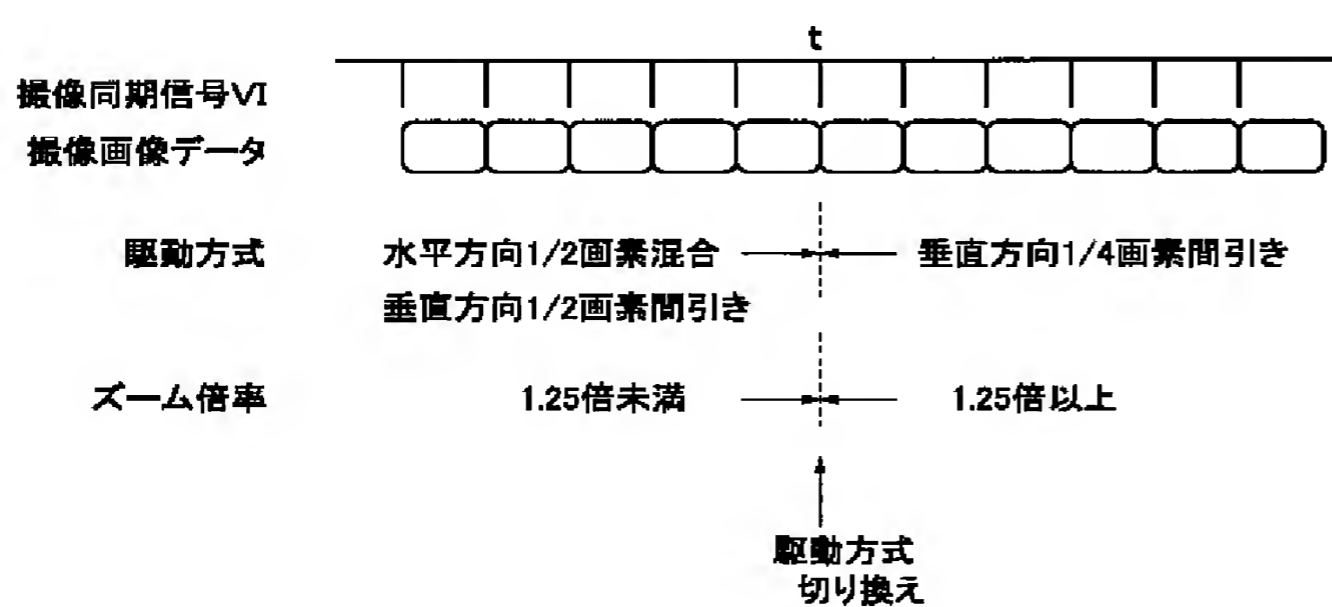 t
撮像同期信号VI
撮像画像データ
駆動方式 水平方向1/2画素混合 垂直方向1/4画素間引き
垂直方向1/2画素間引き
ズーム倍率 1.25倍未満 1.25倍以上
駆動方式
切り換え